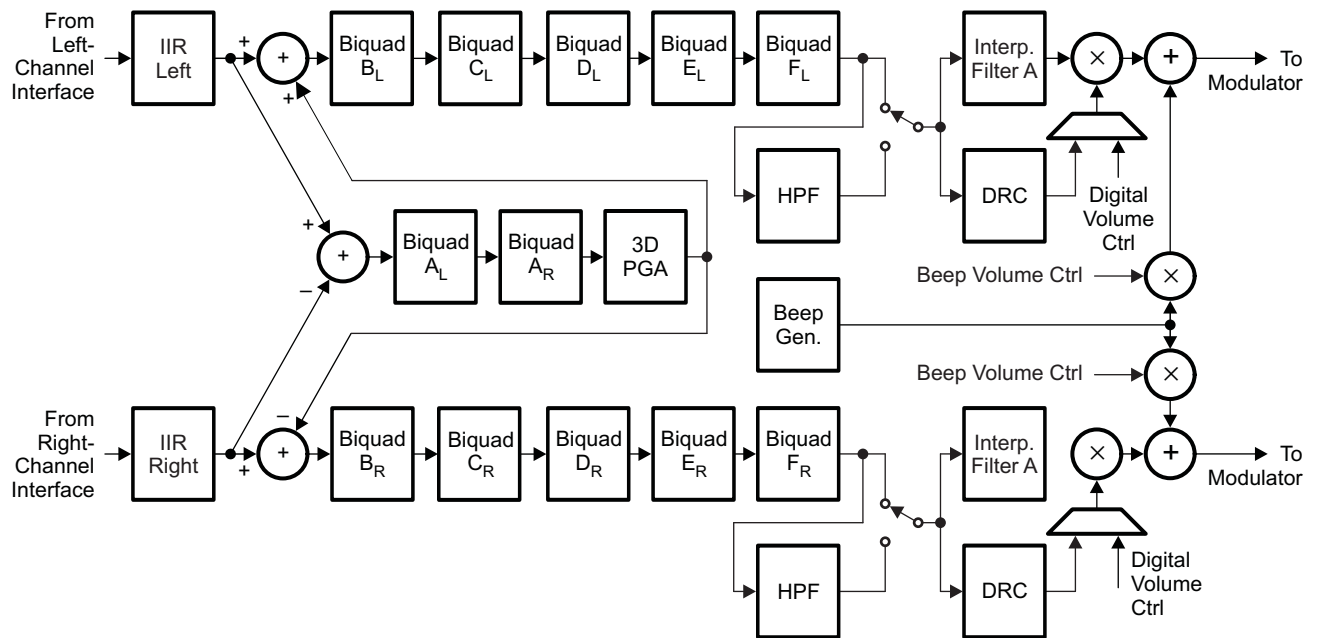 From
Left-
Channel
Interface
IIR
Left
+
+
+
Biquad
BL
Biquad
CL
Biquad
DL
Biquad
EL
Biquad
FL
Interp.
Filter A
×
+
To
Modulator
HPF
DRC
Digital
Volume
Ctrl
+
–
+
Biquad
AL
Biquad
AR
3D
PGA
Beep Volume Ctrl
×
Beep
Gen.
Beep Volume Ctrl
×
From
Right-
Channel
Interface
IIR
Right
–
+
+
Biquad
BR
Biquad
CR
Biquad
DR
Biquad
ER
Biquad
FR
Interp.
Filter A
×
+
To
Modulator
HPF
DRC
Digital
Volume
Ctrl